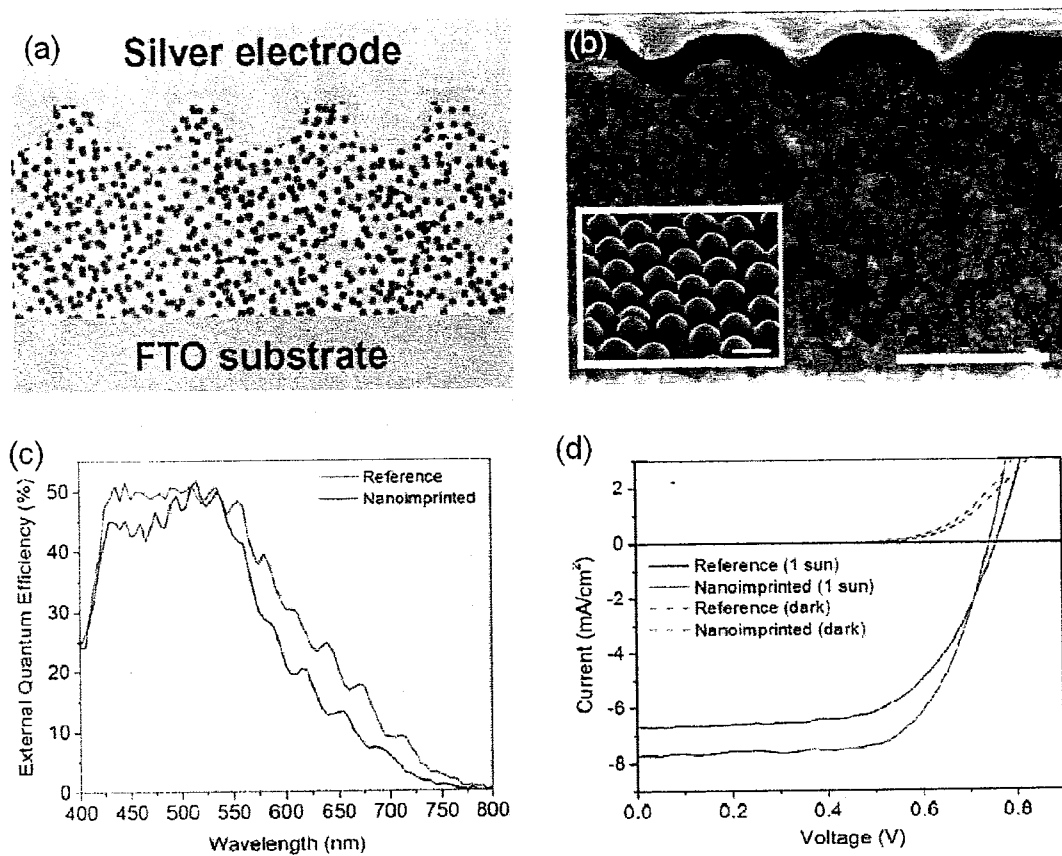 (a)
Silver electrode
FTO substrate
(b)
(c)
External Quantum Efficiency (%)
50
40
30
20
10
0
Reference
Nanoimprinted
400 450 500 550 600 650 700 750 800
Wavelength (nm)
(d)
Current (mA/cm²)
2
0
-2
-4
-6
-8
Reference (1 sun)
Nanoimprinted (1 sun)
Reference (dark)
Nanoimprinted (dark)
0.0 0.2 0.4 0.6 0.8
Voltage (V)